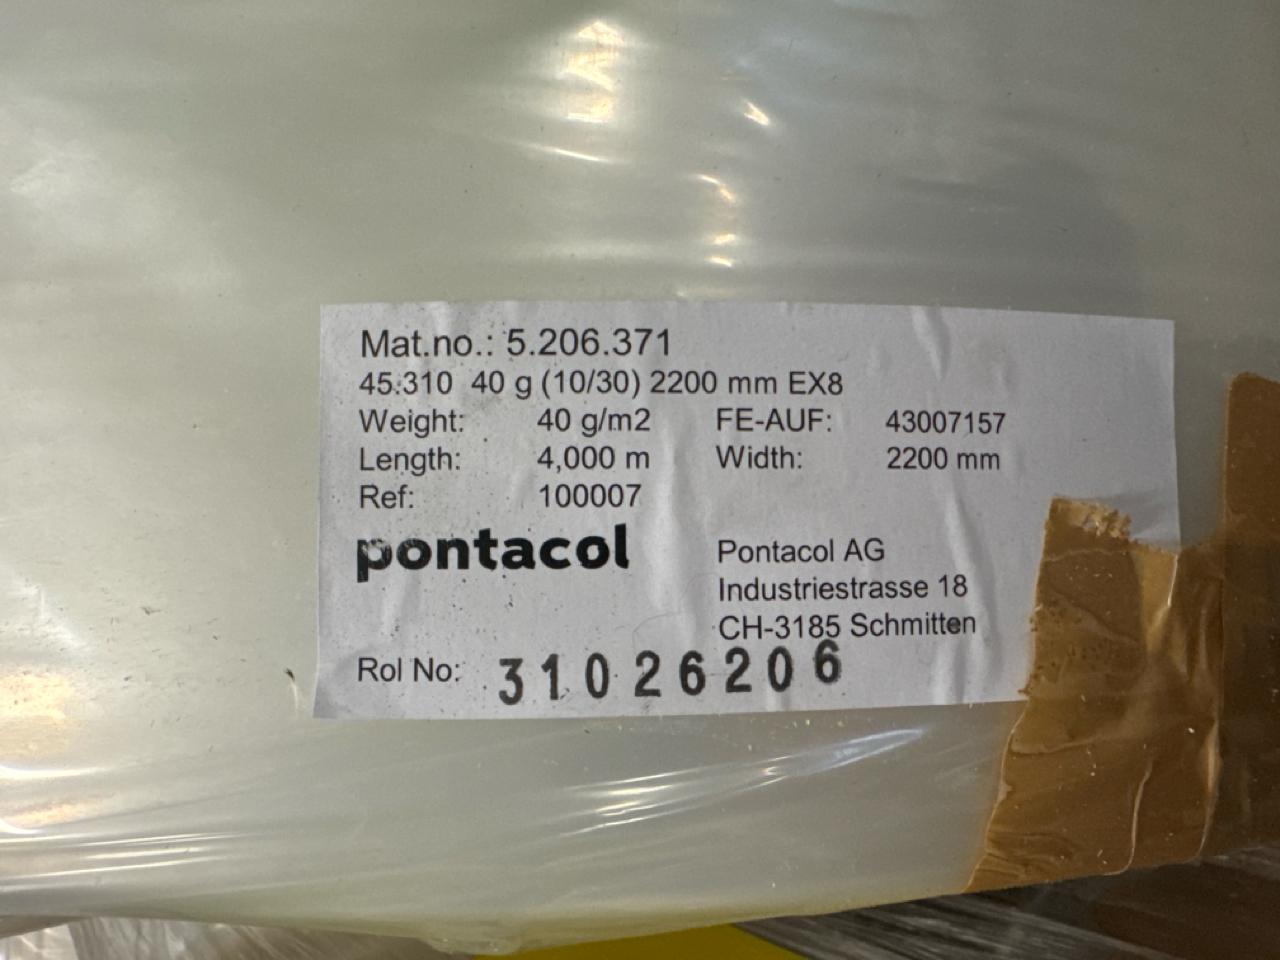 Mat.no.: 5.206.371
45.310 40 g (10/30) 2200 mm EX8
Weight: 40 g/m2 FE-AUF: 43007157
Length: 4,000 m Width: 2200 mm
Ref: 100007
pontacol
Pontacol AG
Industriestrasse 18
CH-3185 Schmitten
Rol No: 31026206